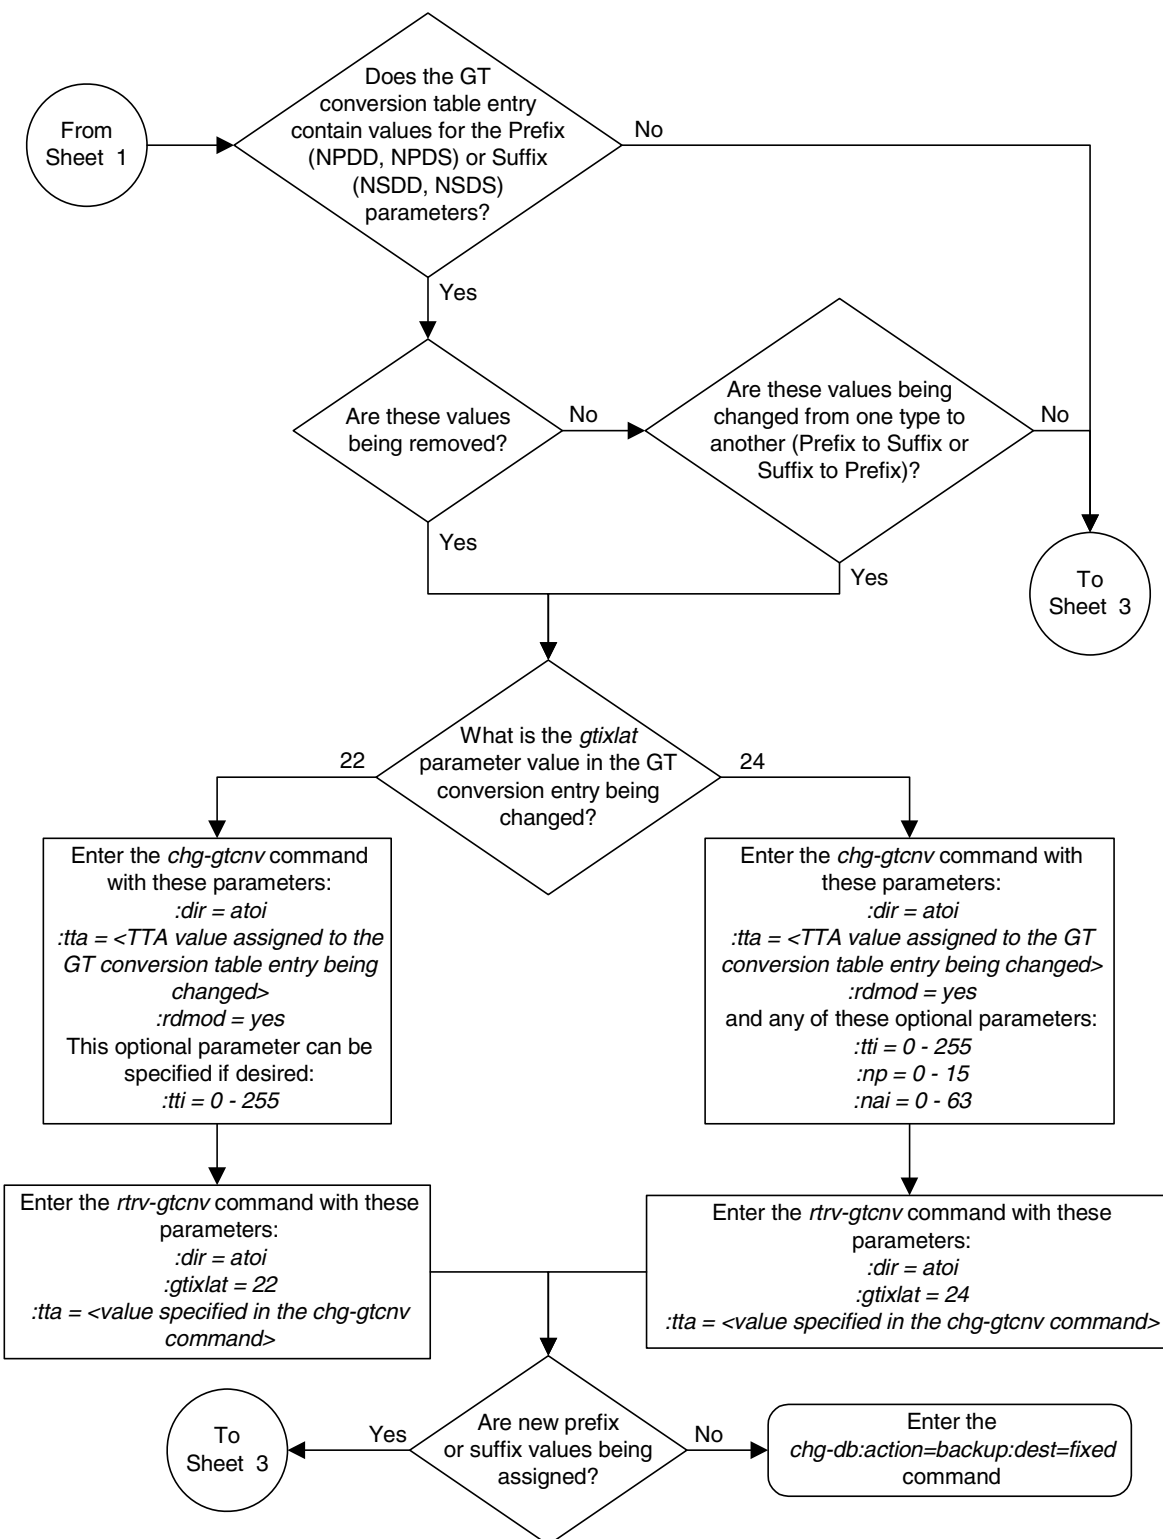 From
Sheet 1
Does the GT
conversion table entry
contain values for the Prefix
(NPDD, NPDS) or Suffix
(NSDD, NSDS)
parameters?
No
Yes
Are these values
being removed?
No
Are these values being
changed from one type to
another (Prefix to Suffix or
Suffix to Prefix)?
No
Yes
Yes
To
Sheet 3
What is the gtixlat
parameter value in the GT
conversion entry being
changed?
22
24
Enter the chg-gtcnv command
with these parameters:
:dir = atoi
:tta = <TTA value assigned to the
GT conversion table entry being
changed>
:rdmod = yes
This optional parameter can be
specified if desired:
:tti = 0 - 255
Enter the chg-gtcnv command with
these parameters:
:dir = atoi
:tta = <TTA value assigned to the GT
conversion table entry being changed>
:rdmod = yes
and any of these optional parameters:
:tti = 0 - 255
:np = 0 - 15
:nai = 0 - 63
Enter the rtrv-gtcnv command with these
parameters:
:dir = atoi
:gtixlat = 22
:tta = <value specified in the chg-gtcnv
command>
Enter the rtrv-gtcnv command with these
parameters:
:dir = atoi
:gtixlat = 24
:tta = <value specified in the chg-gtcnv command>
To
Sheet 3
Yes
Are new prefix
or suffix values being
assigned?
No
Enter the
chg-db:action=backup:dest=fixed
command